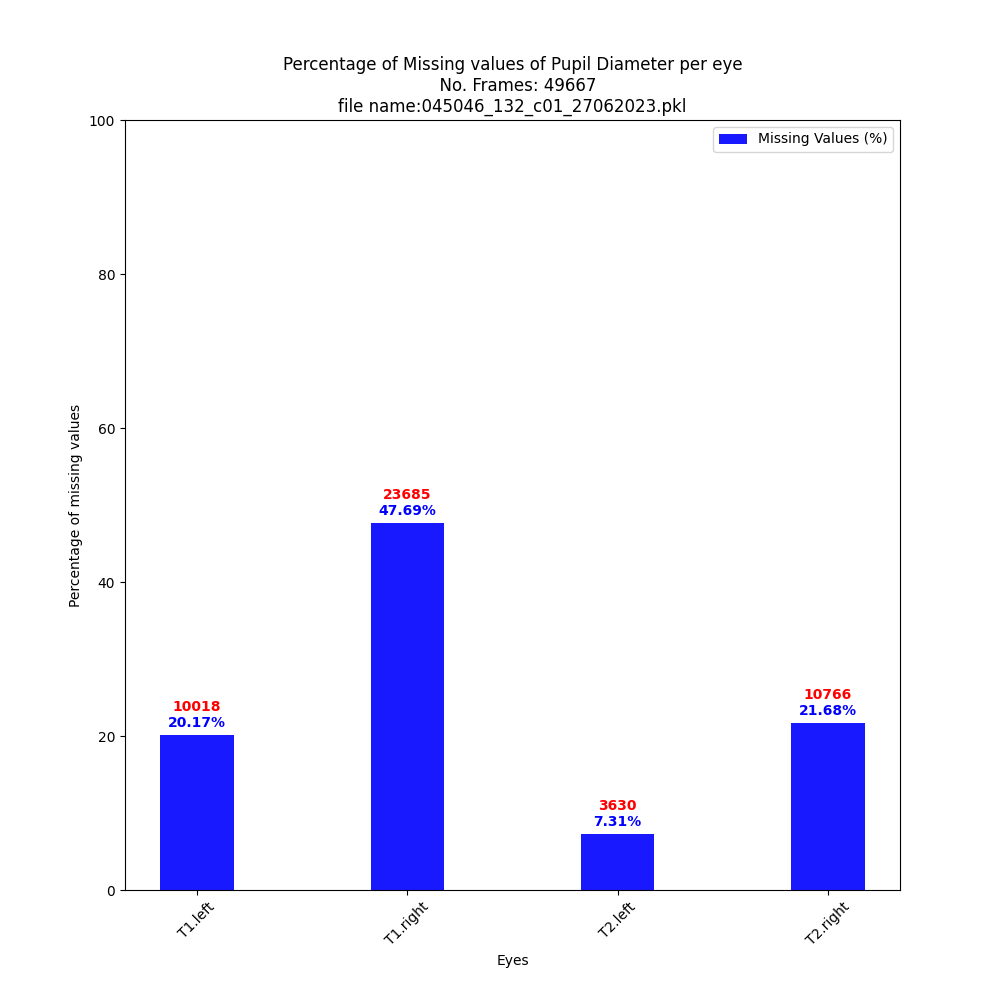 Percentage of Missing values of Pupil Diameter per eye
No. Frames: 49667
file name:045046_132_c01_27062023.pkl
Missing Values (%)
Percentage of missing values
100
80
60
40
20
0
10018
20.17%
23685
47.69%
3630
7.31%
10766
21.68%
T1.left
T1.right
T2.left
T2.right
Eyes